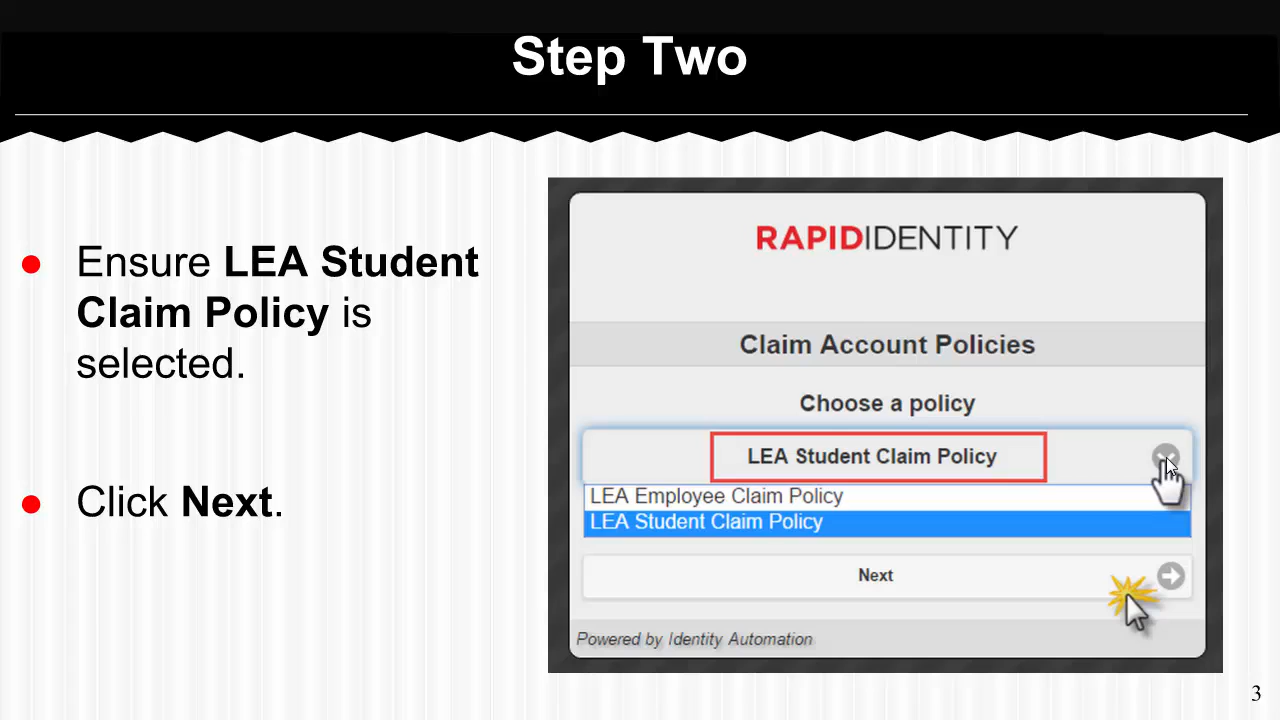 Step Two
● Ensure LEA Student
Claim Policy is
selected.
● Click Next.
RAPIDIDENTITY
Claim Account Policies
Choose a policy
LEA Student Claim Policy
LEA Employee Claim Policy
LEA Student Claim Policy
Next
Powered by Identity Automation
3